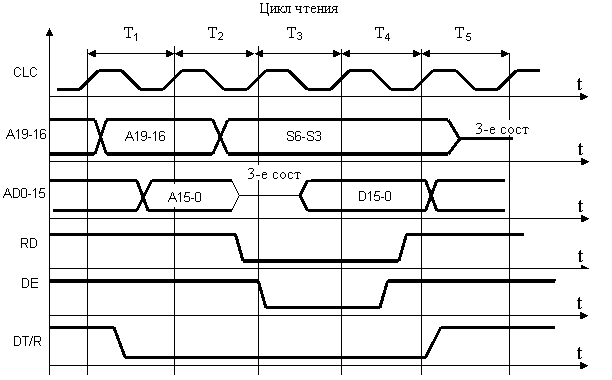 Цикл чтения
T1 T2 T3 T4 T5
CLC t
A19-16 A19-16 S6-S3 3-е сост t
AD0-15 A15-0 3-е сост D15-0 t
RD t
DE t
DT/R t